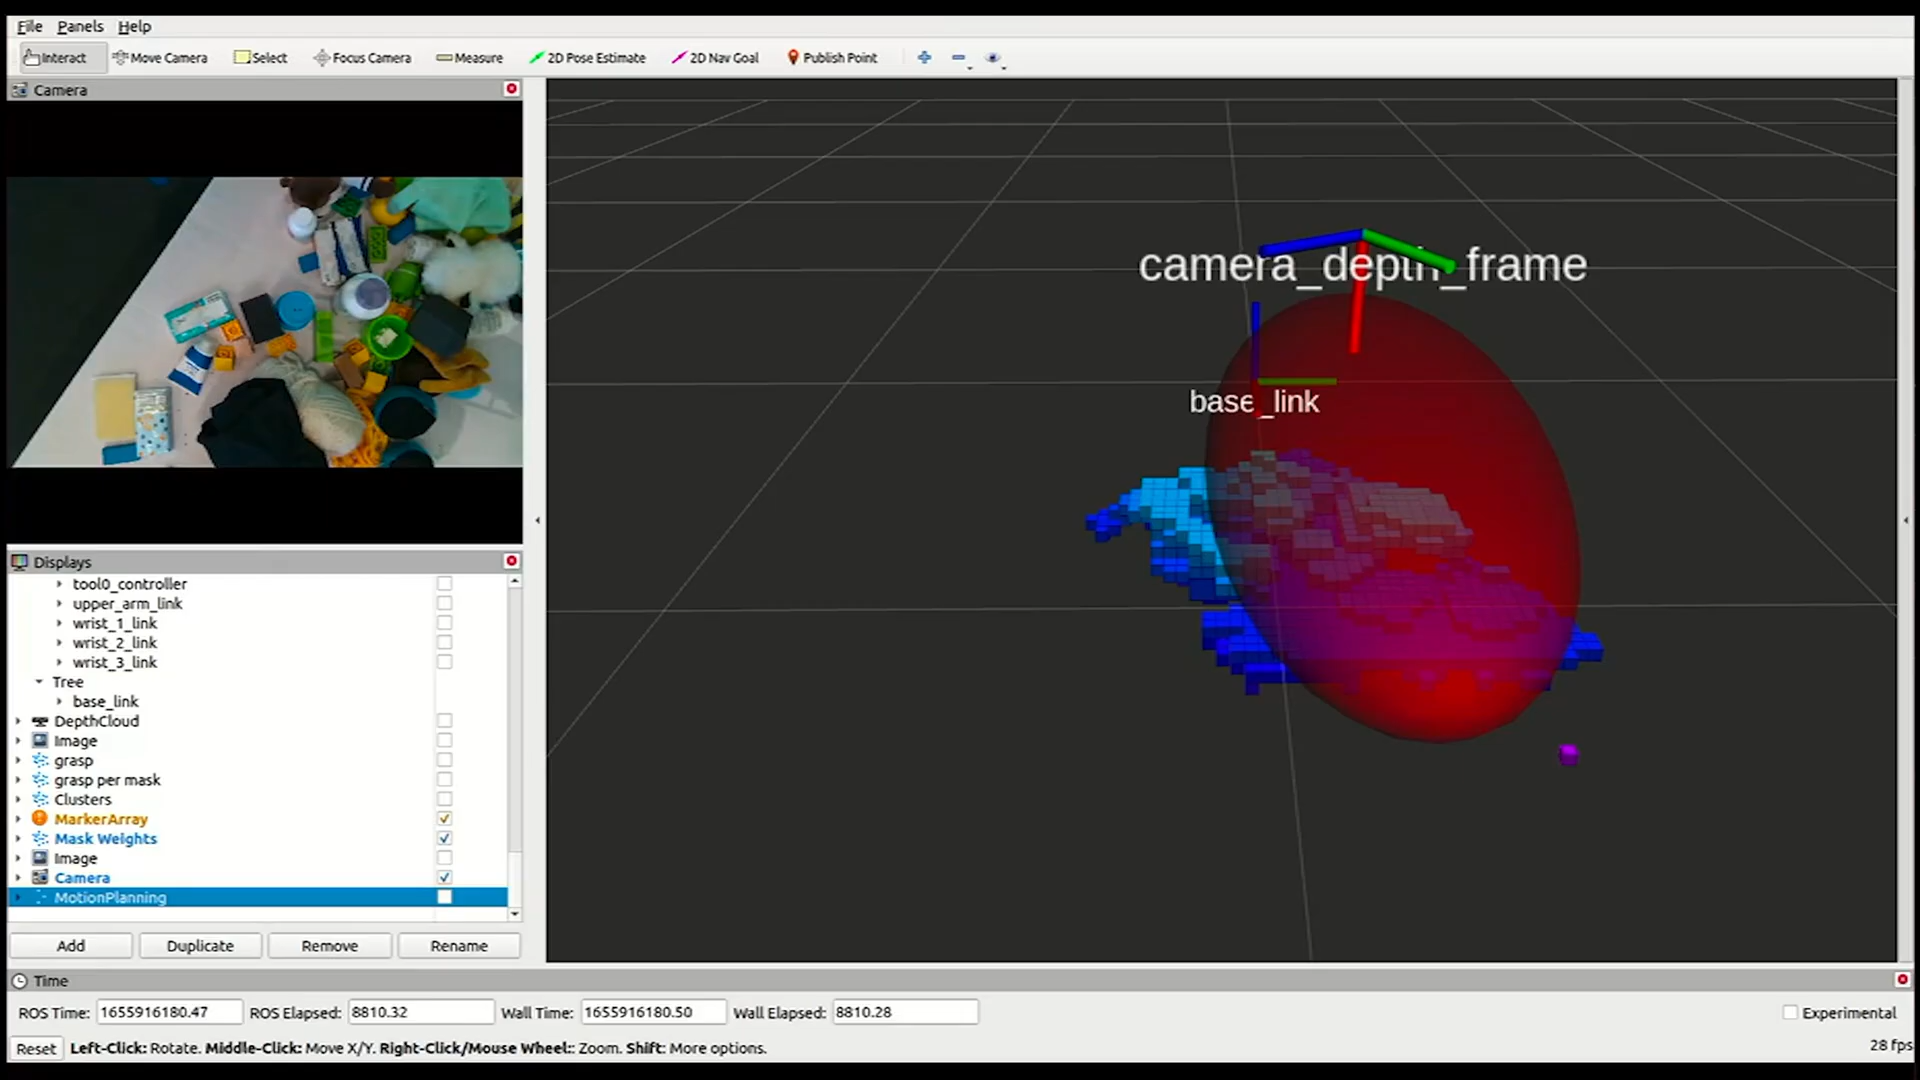 File Panels Help
Interact Move Camera Select Focus Camera Measure 2D Pose Estimate 2D Nav Goal Publish Point
Camera
camera_depth_frame
base_link
Displays
tool0_controller
upper_arm_link
wrist_1_link
wrist_2_link
wrist_3_link
Tree
base_link
DepthCloud
Image
grasp
grasp per mask
Clusters
MarkerArray
Mask Weights
Image
Camera
MotionPlanning
Add Duplicate Remove Rename
Time
ROS Time: 1655916180.47 ROS Elapsed: 8810.32 Wall Time: 1655916180.50 Wall Elapsed: 8810.28 Experimental
Reset Left-Click: Rotate. Middle-Click: Move X/Y. Right-Click/Mouse Wheel:: Zoom. Shift: More options. 28 fps